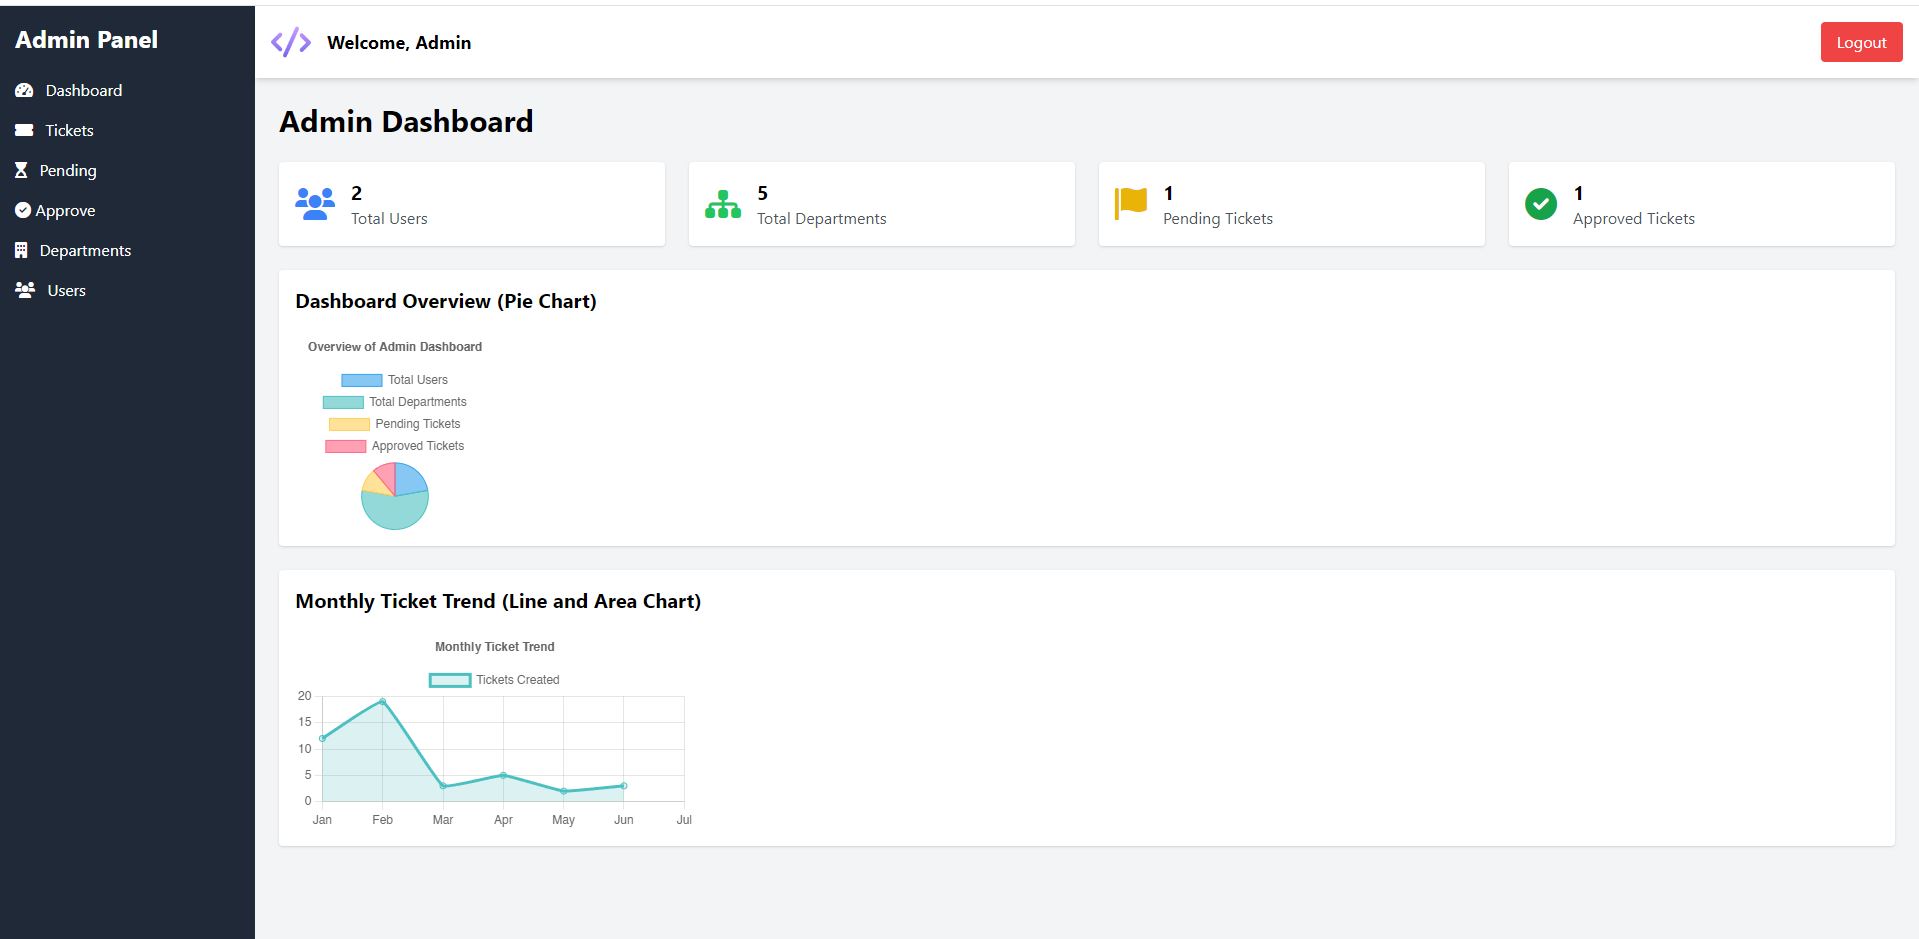 Admin Panel
Dashboard
Tickets
Pending
Approve
Departments
Users
Welcome, Admin
Logout
Admin Dashboard
2
Total Users
5
Total Departments
1
Pending Tickets
1
Approved Tickets
Dashboard Overview (Pie Chart)
Overview of Admin Dashboard
Total Users
Total Departments
Pending Tickets
Approved Tickets
Monthly Ticket Trend (Line and Area Chart)
Monthly Ticket Trend
Tickets Created
20
15
10
5
0
Jan Feb Mar Apr May Jun Jul